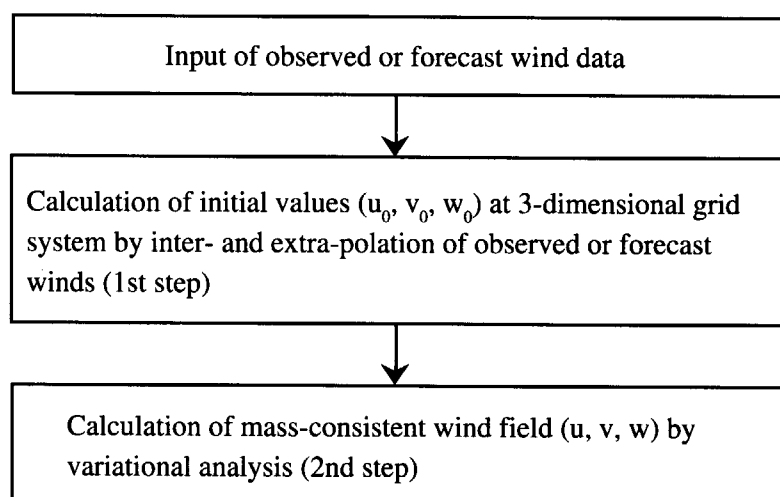 Input of observed or forecast wind data
Calculation of initial values (u₀, v₀, w₀) at 3-dimensional grid
system by inter- and extra-polation of observed or forecast
winds (1st step)
Calculation of mass-consistent wind field (u, v, w) by
variational analysis (2nd step)